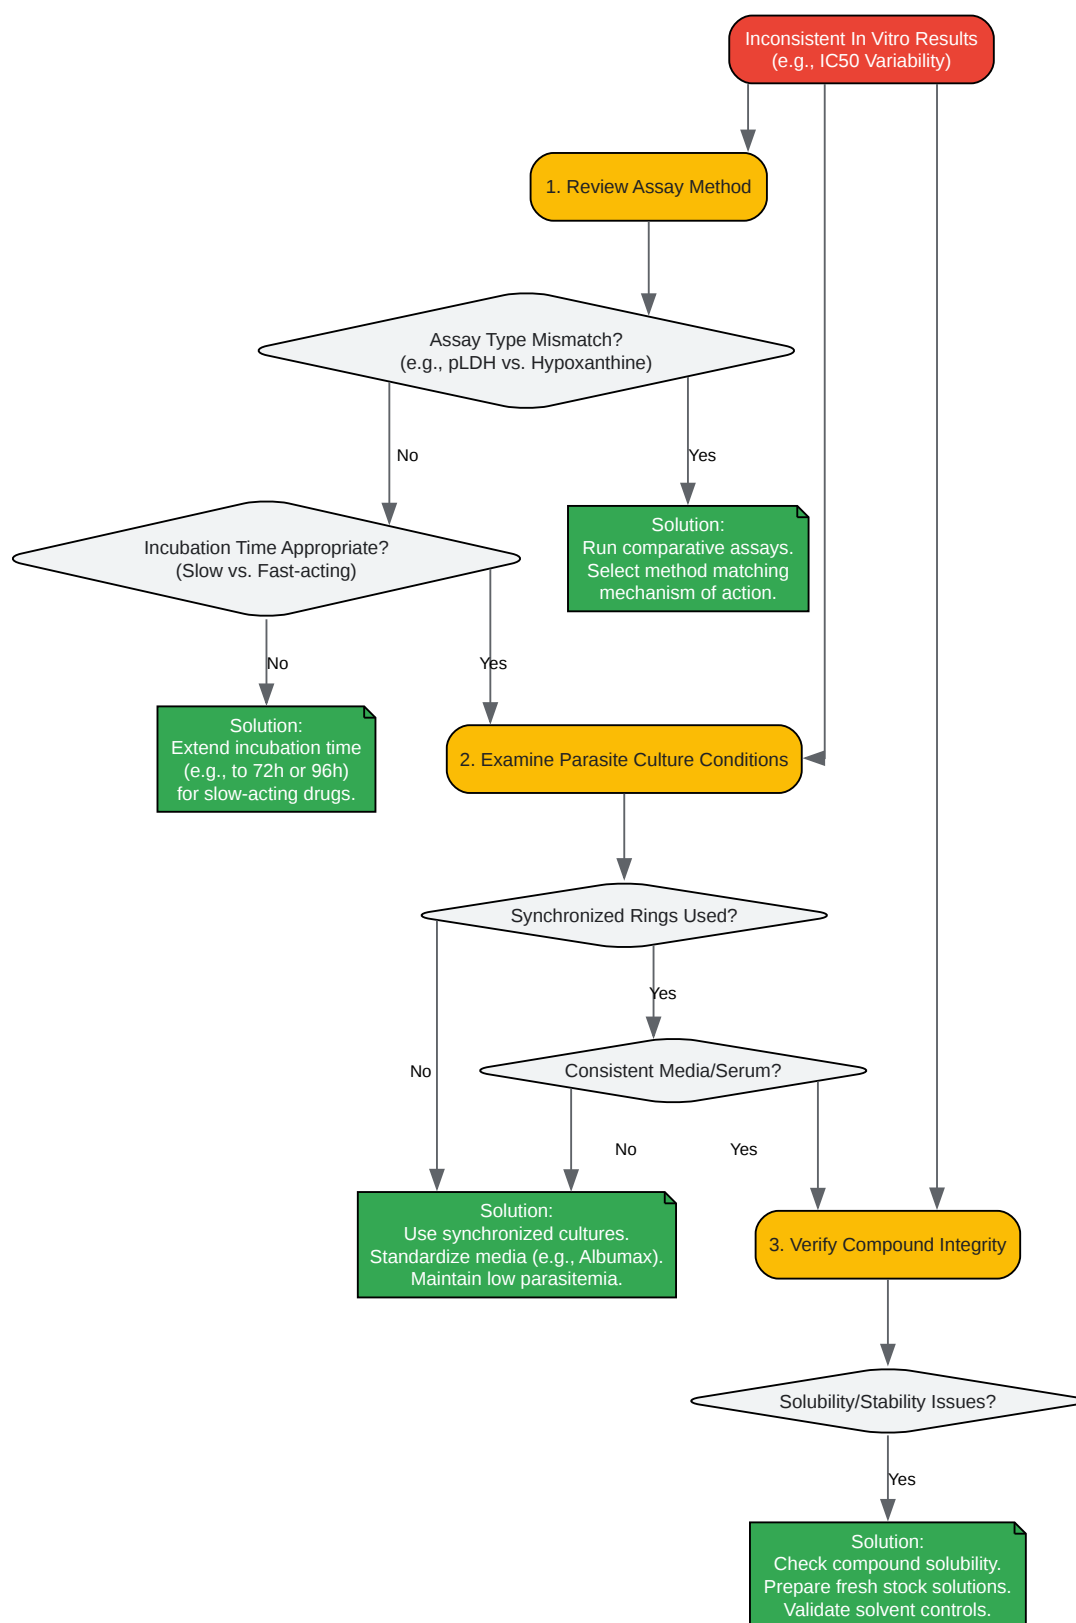 Inconsistent In Vitro Results
(e.g., IC50 Variability)
1. Review Assay Method
Assay Type Mismatch?
(e.g., pLDH vs. Hypoxanthine)
No
Yes
Incubation Time Appropriate?
(Slow vs. Fast-acting)
Solution:
Run comparative assays.
Select method matching
mechanism of action.
No
Yes
Solution:
Extend incubation time
(e.g., to 72h or 96h)
for slow-acting drugs.
2. Examine Parasite Culture Conditions
Synchronized Rings Used?
Yes
No
Consistent Media/Serum?
No
Yes
Solution:
Use synchronized cultures.
Standardize media (e.g., Albumax).
Maintain low parasitemia.
3. Verify Compound Integrity
Solubility/Stability Issues?
Yes
Solution:
Check compound solubility.
Prepare fresh stock solutions.
Validate solvent controls.